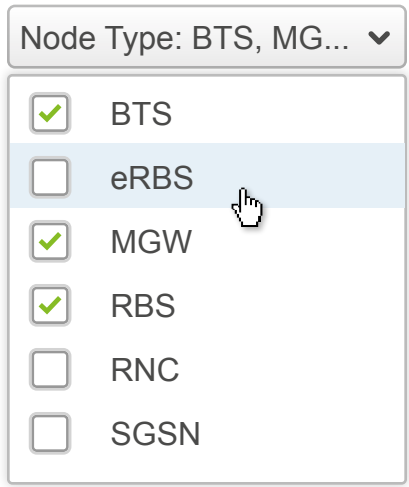 Node Type: BTS, MG...
BTS
eRBS
MGW
RBS
RNC
SGSN